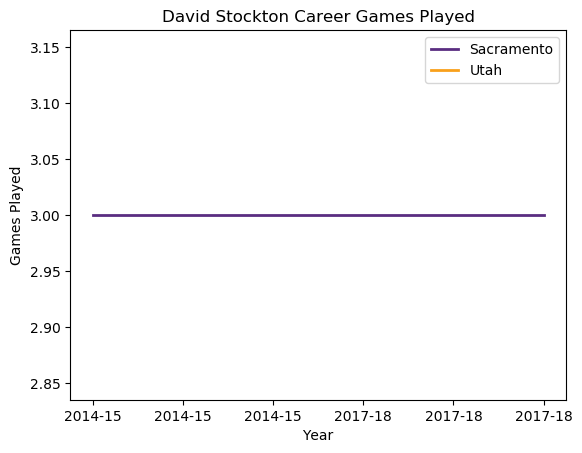 David Stockton Career Games Played
Sacramento
Utah
3.15
3.10
3.05
3.00
2.95
2.90
2.85
Games Played
2014-15 2014-15 2014-15 2017-18 2017-18 2017-18
Year